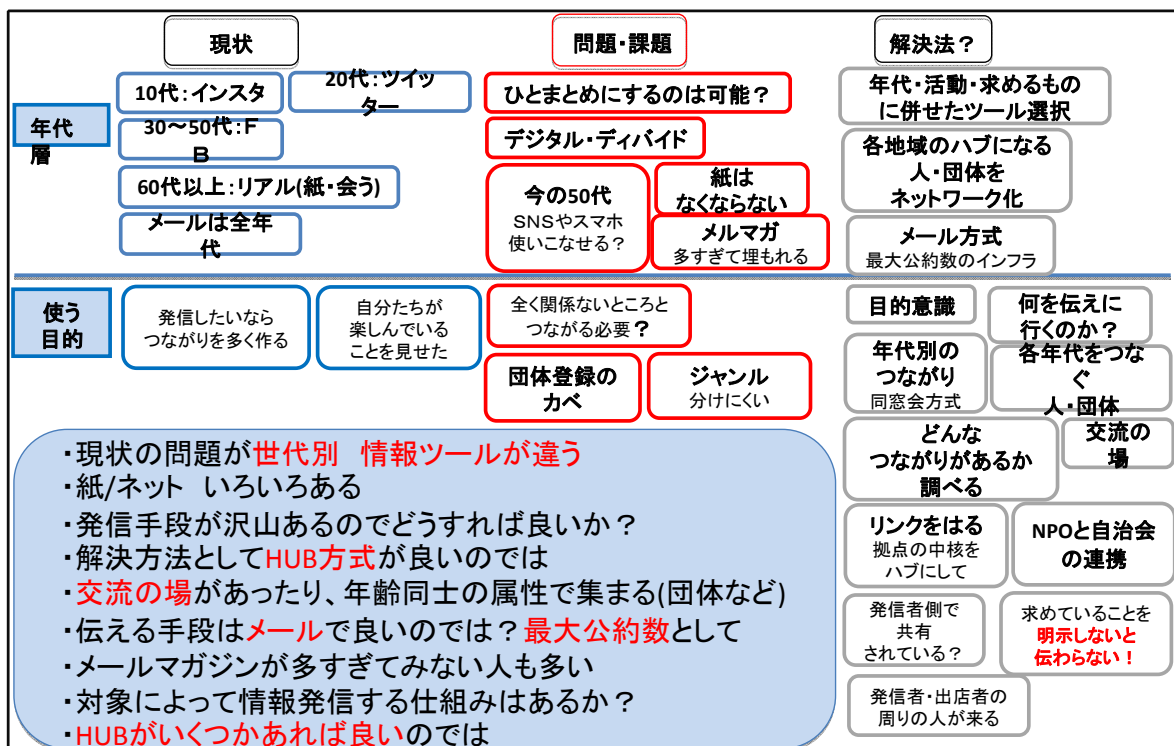 現状
問題・課題
解決法？
年代
層
10代：インスタ
20代：ツイッ
ター
30～50代：F
B
60代以上：リアル(紙・会う)
メールは全年
代
ひとまとめにするのは可能？
デジタル・ディバイド
今の50代
SNSやスマホ
使いこなせる？
紙は
なくならない
メルマガ
多すぎて埋もれる
年代・活動・求めるもの
に併せたツール選択
各地域のハブになる
人・団体を
ネットワーク化
メール方式
最大公約数のインフラ
使う
目的
発信したいなら
つながりを多く作る
自分たちが
楽しんでいる
ことを見せた
全く関係ないところと
つながる必要？
団体登録の
カベ
ジャンル
分けにくい
目的意識
何を伝えに
行くのか？
年代別の
つながり
同窓会方式
各年代をつな
ぐ
人・団体
どんな
つながりがあるか
調べる
交流の
場
リンクをはる
拠点の中核を
ハブにして
NPOと自治会
の連携
発信者側で
共有
されている？
求めていることを
明示しないと
伝わらない！
発信者・出店者の
周りの人が来る
・現状の問題が世代別　情報ツールが違う
・紙/ネット　いろいろある
・発信手段が沢山あるのでどうすれば良いか？
・解決方法としてHUB方式が良いのでは
・交流の場があったり、年齢同士の属性で集まる(団体など)
・伝える手段はメールで良いのでは？最大公約数として
・メールマガジンが多すぎてみない人も多い
・対象によって情報発信する仕組みはあるか？
・HUBがいくつかあれば良いのでは